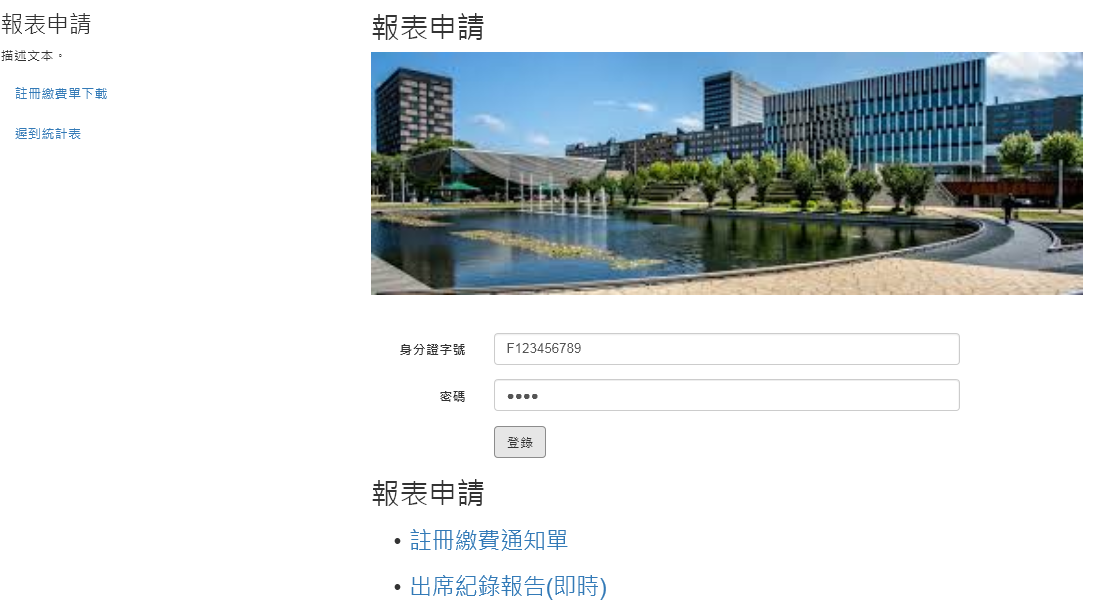 報表申請
描述文本。
註冊繳費單下載
遲到統計表
報表申請
身分證字號
F123456789
密碼
••••
登錄
報表申請
• 註冊繳費通知單
• 出席紀錄報告(即時)